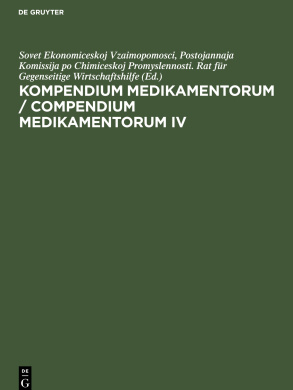 DE GRUYTER
Sovet Ekonomiceskoj Vzaimopomosci, Postojannaja
Komissija po Chimiceskoj Promyslennosti. Rat für
Gegenseitige Wirtschaftshilfe (Ed.)
KOMPENDIUM MEDIKAMENTORUM
/ COMPENDIUM
MEDIKAMENTORUM IV
DE
G